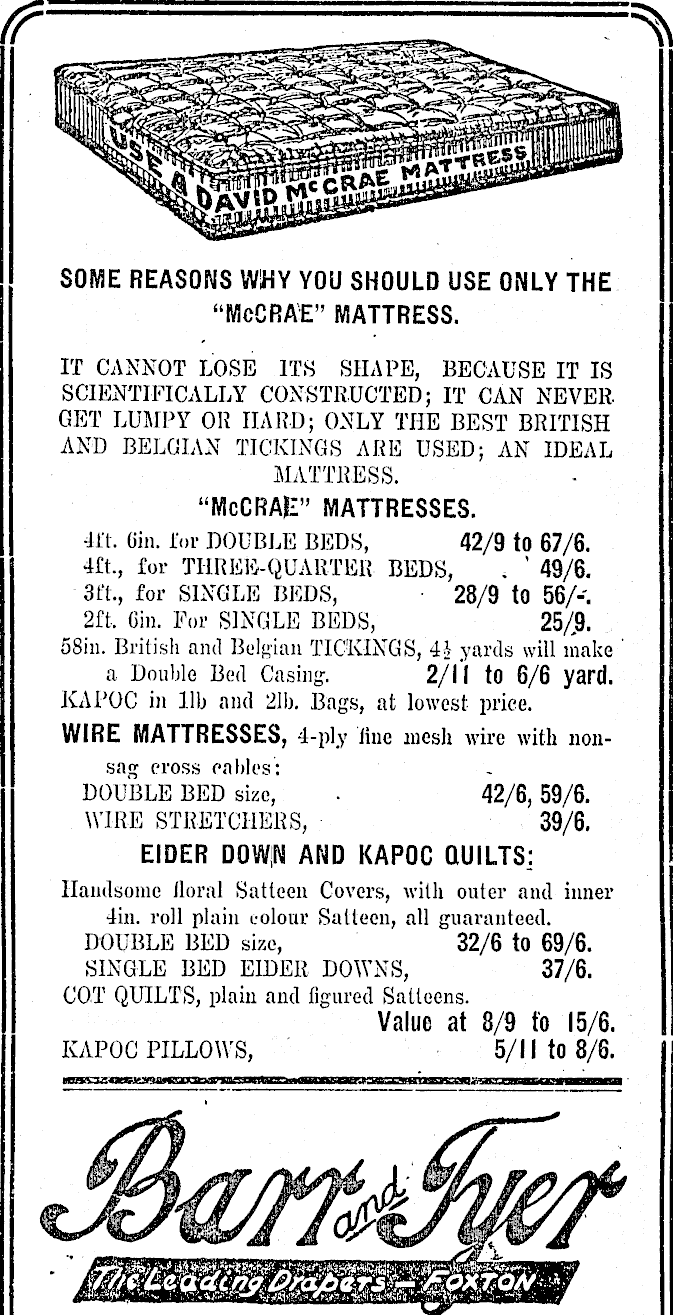 USE A DAVID McCRAE MATTRESS
SOME REASONS WHY YOU SHOULD USE ONLY THE
"McCRAE" MATTRESS.
IT CANNOT LOSE ITS SHAPE, BECAUSE IT IS
SCIENTIFICALLY CONSTRUCTED; IT CAN NEVER
GET LUMPY OR HARD; ONLY THE BEST BRITISH
AND BELGIAN TICKINGS ARE USED; AN IDEAL
MATTRESS.
"McCRAE" MATTRESSES.
4ft. 6in. for DOUBLE BEDS, 42/9 to 67/6.
4ft., for THREE-QUARTER BEDS, 49/6.
3ft., for SINGLE BEDS, 28/9 to 56/-.
2ft. 6in. For SINGLE BEDS, 25/9.
58in. British and Belgian TICKINGS, 4½ yards will make
a Double Bed Casing. 2/11 to 6/6 yard.
KAPOC in 1lb and 2lb. Bags, at lowest price.
WIRE MATTRESSES, 4-ply fine mesh wire with non-
sag cross cables:
DOUBLE BED size, 42/6, 59/6.
WIRE STRETCHERS, 39/6.
EIDER DOWN AND KAPOC QUILTS:
Handsome floral Satteen Covers, with outer and inner
4in. roll plain colour Satteen, all guaranteed.
DOUBLE BED size, 32/6 to 69/6.
SINGLE BED EIDER DOWNS, 37/6.
COT QUILTS, plain and figured Satteens.
Value at 8/9 to 15/6.
KAPOC PILLOWS, 5/11 to 8/6.
Barr and Tyer
The Leading Drapers — FOXTON